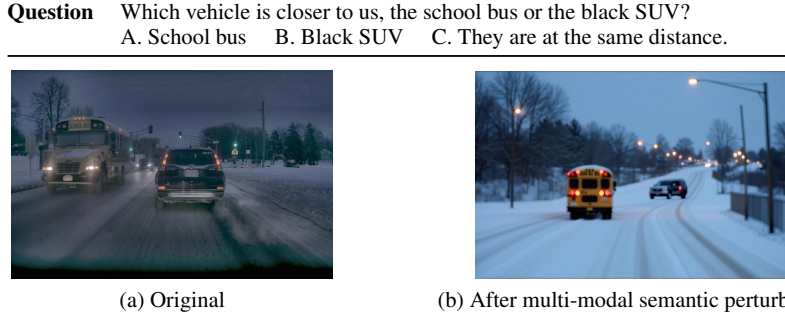 Question Which vehicle is closer to us, the school bus or the black SUV?
A. School bus B. Black SUV C. They are at the same distance.
(a) Original
(b) After multi-modal semantic perturb